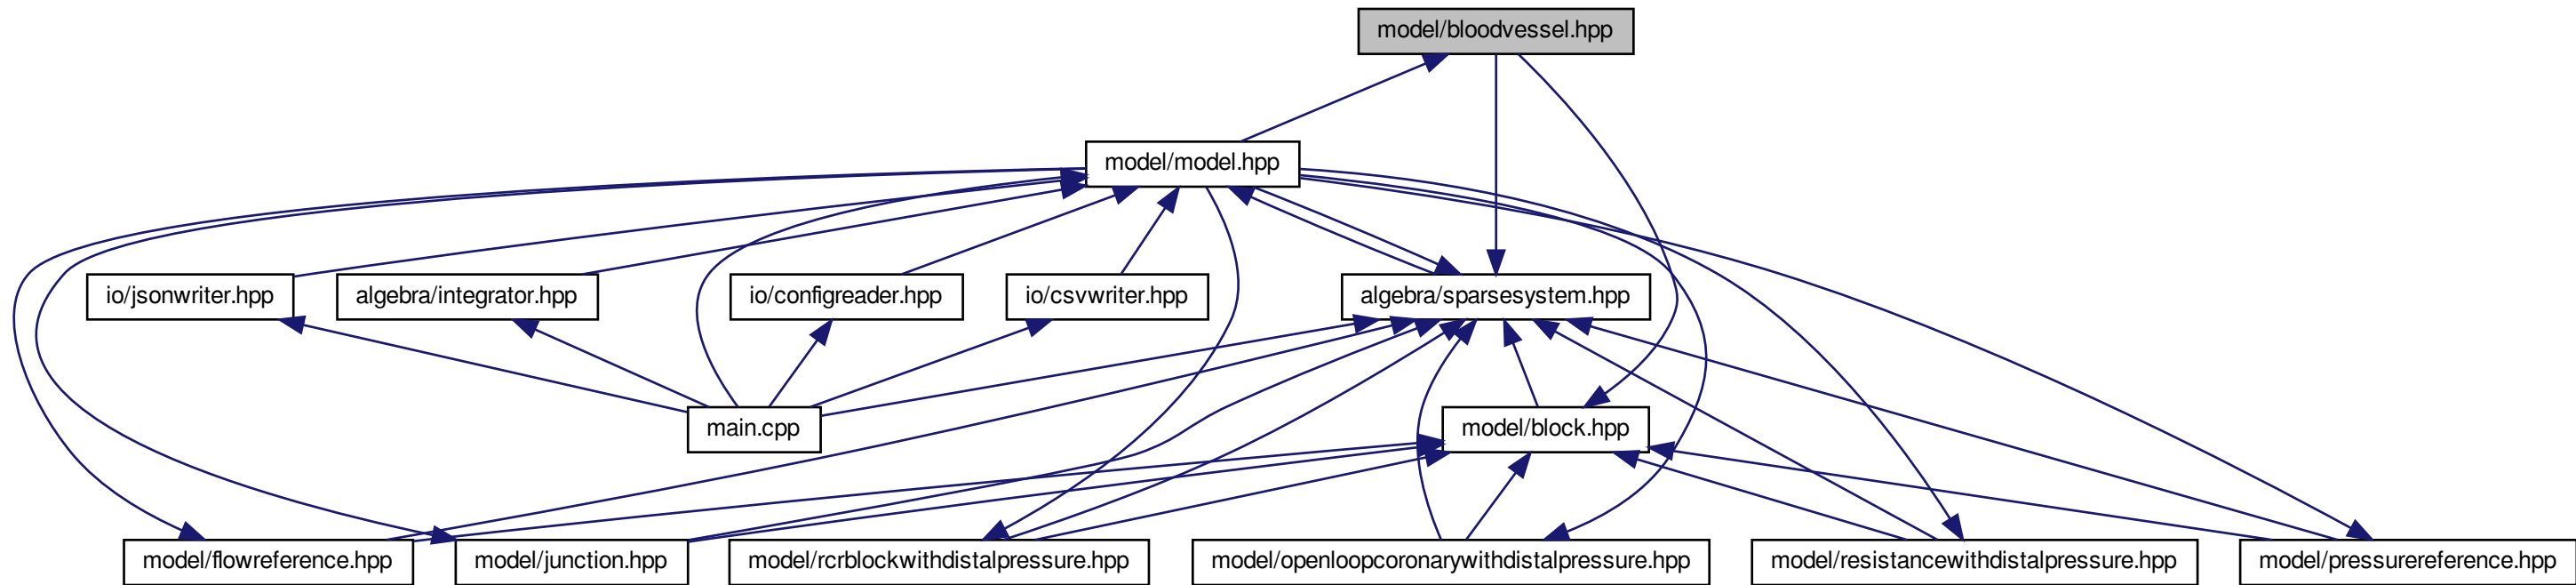 model/bloodvessel.hpp
model/model.hpp
io/jsonwriter.hpp
algebra/integrator.hpp
io/configreader.hpp
io/csvwriter.hpp
algebra/sparsesystem.hpp
main.cpp
model/block.hpp
model/flowreference.hpp
model/junction.hpp
model/rcrblockwithdistalpressure.hpp
model/openloopcoronarywithdistalpressure.hpp
model/resistancewithdistalpressure.hpp
model/pressurereference.hpp